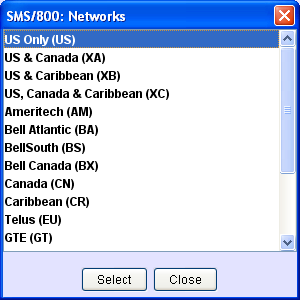 SMS/800: Networks
US Only (US)
US & Canada (XA)
US & Caribbean (XB)
US, Canada & Caribbean (XC)
Ameritech (AM)
Bell Atlantic (BA)
BellSouth (BS)
Bell Canada (BX)
Canada (CN)
Caribbean (CR)
Telus (EU)
GTE (GT)
Select
Close